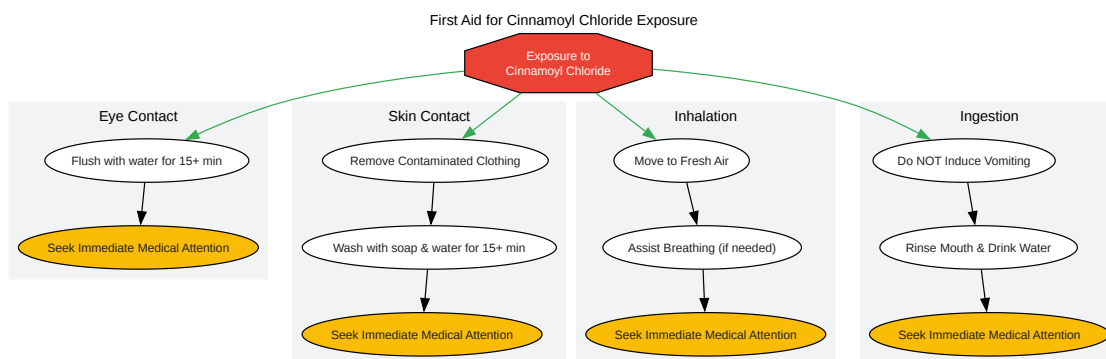 First Aid for Cinnamoyl Chloride Exposure
Exposure to
Cinnamoyl Chloride
Eye Contact
Flush with water for 15+ min
Seek Immediate Medical Attention
Skin Contact
Remove Contaminated Clothing
Wash with soap & water for 15+ min
Seek Immediate Medical Attention
Inhalation
Move to Fresh Air
Assist Breathing (if needed)
Seek Immediate Medical Attention
Ingestion
Do NOT Induce Vomiting
Rinse Mouth & Drink Water
Seek Immediate Medical Attention